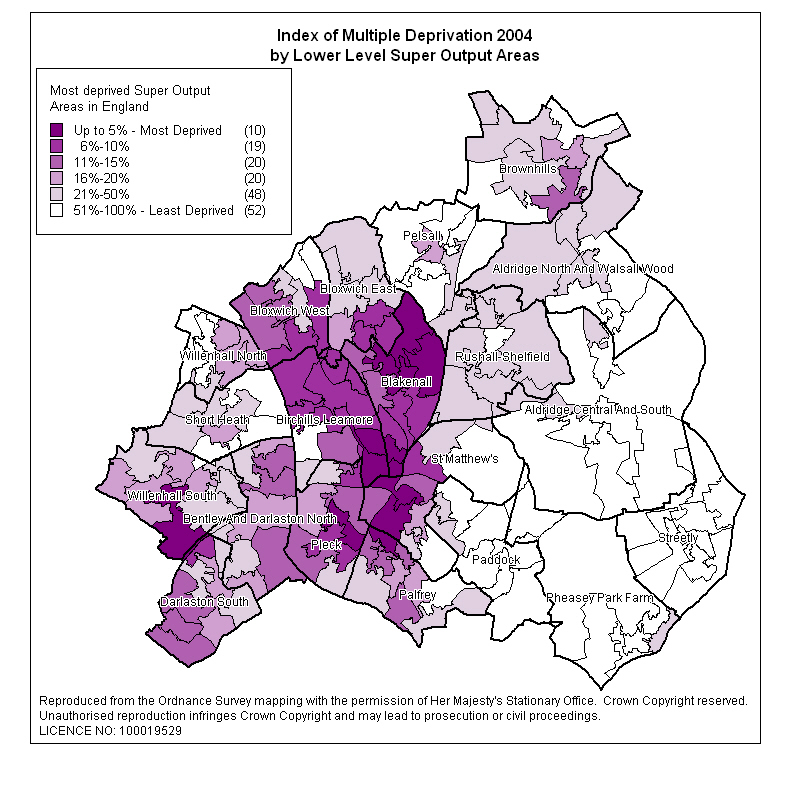 Index of Multiple Deprivation 2004
by Lower Level Super Output Areas
Most deprived Super Output
Areas in England
Up to 5% - Most Deprived (10)
6%-10% (19)
11%-15% (20)
16%-20% (20)
21%-50% (48)
51%-100% - Least Deprived (52)
Brownhills
Pelsall
Aldridge North And Walsall Wood
Bloxwich East
Bloxwich West
Willenhall North
Rushall-Shelfield
Blakenall
Short Heath
Birchills Leamore
Aldridge Central And South
St Matthew's
Willenhall South
Bentley And Darlaston North
Pleck
Streetly
Paddock
Palfrey
Pheasey Park Farm
Darlaston South
Reproduced from the Ordnance Survey mapping with the permission of Her Majesty's Stationary Office. Crown Copyright reserved.
Unauthorised reproduction infringes Crown Copyright and may lead to prosecution or civil proceedings.
LICENCE NO: 100019529